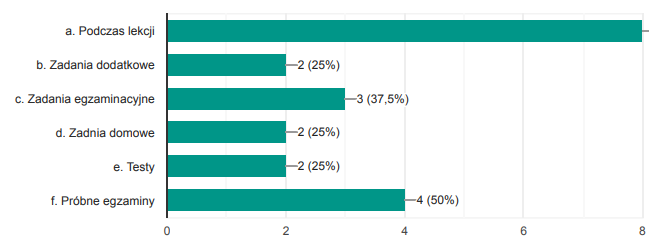 a. Podczas lekcji
b. Zadania dodatkowe
2 (25%)
c. Zadania egzaminacyjne
3 (37,5%)
d. Zadnia domowe
2 (25%)
e. Testy
2 (25%)
f. Próbne egzaminy
4 (50%)
0 2 4 6 8